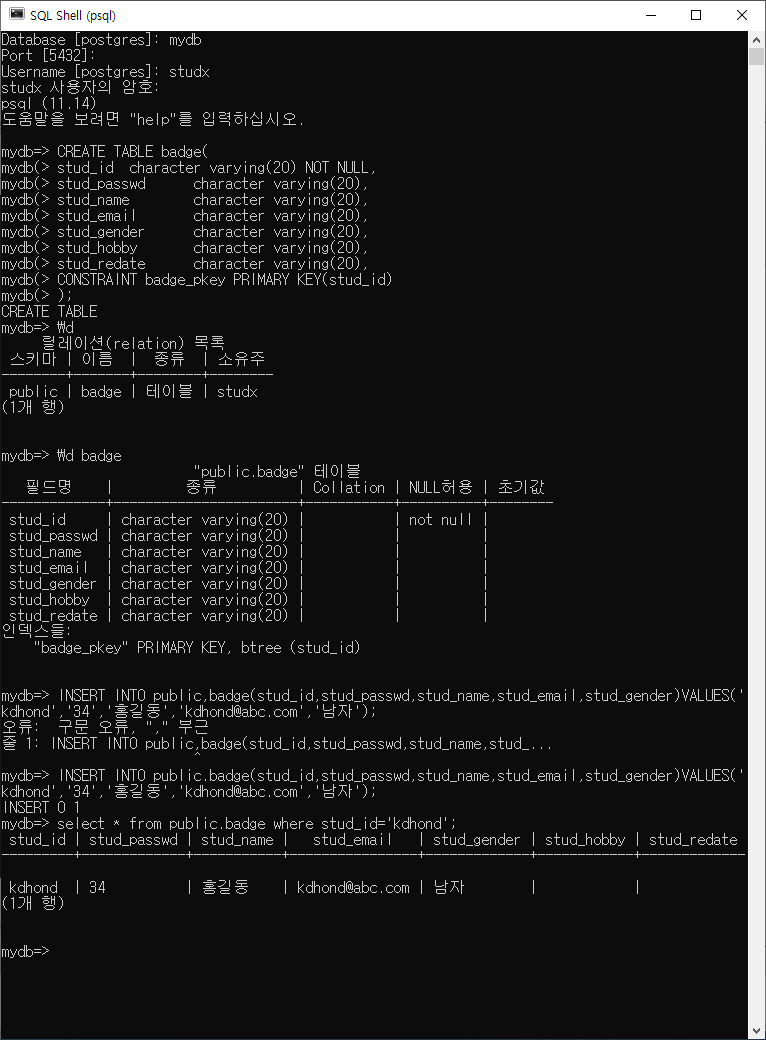 SQL Shell (psql)
Database [postgres]: mydb
Port [5432]:
Username [postgres]: studx
studx 사용자의 암호:
psql (11.14)
도움말을 보려면 "help"를 입력하십시오.
mydb=> CREATE TABLE badge(
mydb(> stud_id  character varying(20) NOT NULL,
mydb(> stud_passwd      character varying(20),
mydb(> stud_name        character varying(20),
mydb(> stud_email       character varying(20),
mydb(> stud_gender      character varying(20),
mydb(> stud_hobby       character varying(20),
mydb(> stud_redate      character varying(20),
mydb(> CONSTRAINT badge_pkey PRIMARY KEY(stud_id)
mydb(> );
CREATE TABLE
mydb=> ₩d
     릴레이션(relation) 목록
 스키마 | 이름  |  종류  | 소유주
--------+-------+--------+--------
 public | badge | 테이블 | studx
(1개 행)
mydb=> ₩d badge
                        "public.badge" 테이블
   필드명    |         종류          | Collation | NULL허용 | 초기값
-------------+-----------------------+-----------+----------+--------
 stud_id     | character varying(20) |           | not null |
 stud_passwd | character varying(20) |           |          |
 stud_name   | character varying(20) |           |          |
 stud_email  | character varying(20) |           |          |
 stud_gender | character varying(20) |           |          |
 stud_hobby  | character varying(20) |           |          |
 stud_redate | character varying(20) |           |          |
인덱스들:
    "badge_pkey" PRIMARY KEY, btree (stud_id)
mydb=> INSERT INTO public,badge(stud_id,stud_passwd,stud_name,stud_email,stud_gender)VALUES('
kdhond','34','홍길동','kdhond@abc.com','남자');
오류:  구문 오류, "," 부근
줄 1: INSERT INTO public,badge(stud_id,stud_passwd,stud_name,stud_...
                        ^
mydb=> INSERT INTO public.badge(stud_id,stud_passwd,stud_name,stud_email,stud_gender)VALUES('
kdhond','34','홍길동','kdhond@abc.com','남자');
INSERT 0 1
mydb=> select * from public.badge where stud_id='kdhond';
 stud_id | stud_passwd | stud_name |   stud_email   | stud_gender | stud_hobby | stud_redate
---------+-------------+-----------+----------------+-------------+------------+-------------
 kdhond  | 34          | 홍길동    | kdhond@abc.com | 남자        |            |
(1개 행)
mydb=>